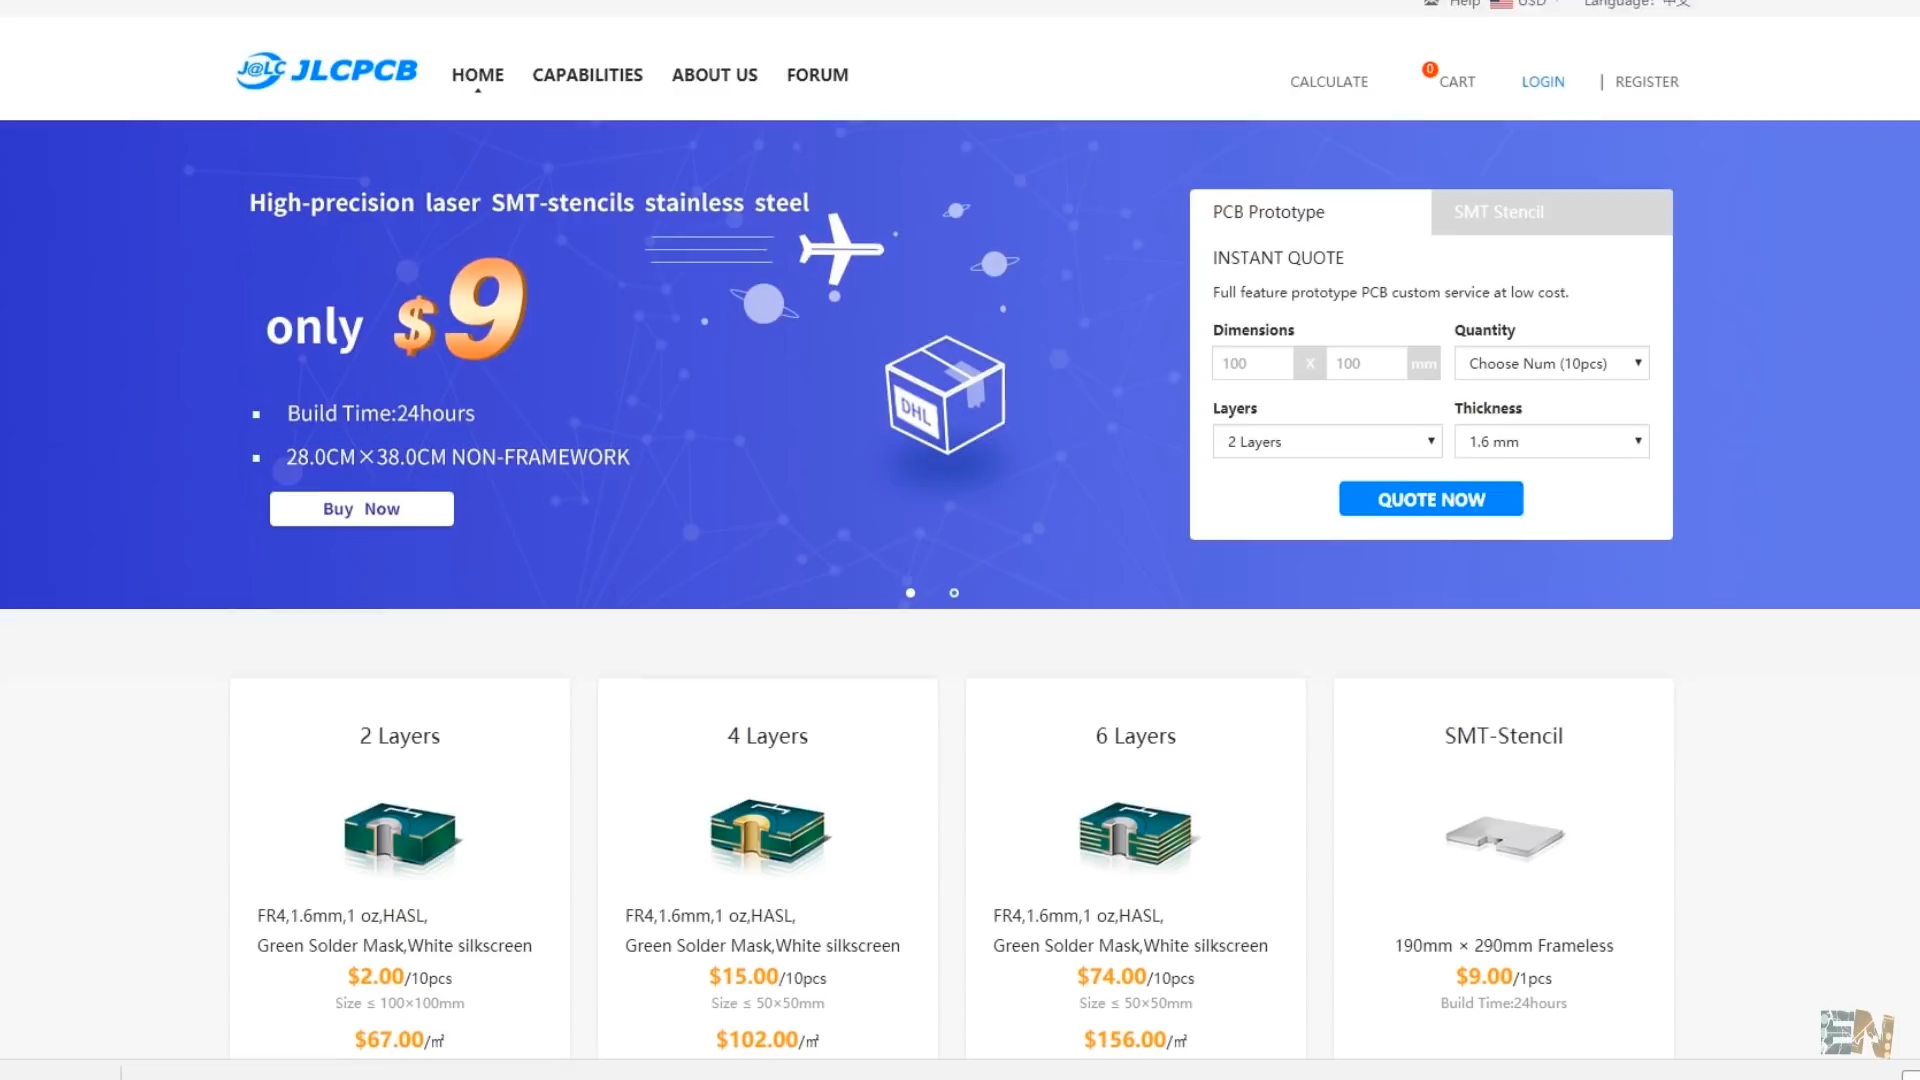 Help USD Language: 中文
J@LC JLCPCB HOME CAPABILITIES ABOUT US FORUM
CALCULATE 0 CART LOGIN | REGISTER
High-precision laser SMT-stencils stainless steel
only $9
Build Time:24hours
28.0CM×38.0CM NON-FRAMEWORK
Buy Now
DHL
PCB Prototype SMT Stencil
INSTANT QUOTE
Full feature prototype PCB custom service at low cost.
Dimensions Quantity
100 X 100 mm Choose Num (10pcs)
Layers Thickness
2 Layers 1.6 mm
QUOTE NOW
2 Layers
FR4,1.6mm,1 oz,HASL,
Green Solder Mask,White silkscreen
$2.00/10pcs
Size ≤ 100×100mm
$67.00/㎡
4 Layers
FR4,1.6mm,1 oz,HASL,
Green Solder Mask,White silkscreen
$15.00/10pcs
Size ≤ 50×50mm
$102.00/㎡
6 Layers
FR4,1.6mm,1 oz,HASL,
Green Solder Mask,White silkscreen
$74.00/10pcs
Size ≤ 50×50mm
$156.00/㎡
SMT-Stencil
190mm × 290mm Frameless
$9.00/1pcs
Build Time:24hours
EN